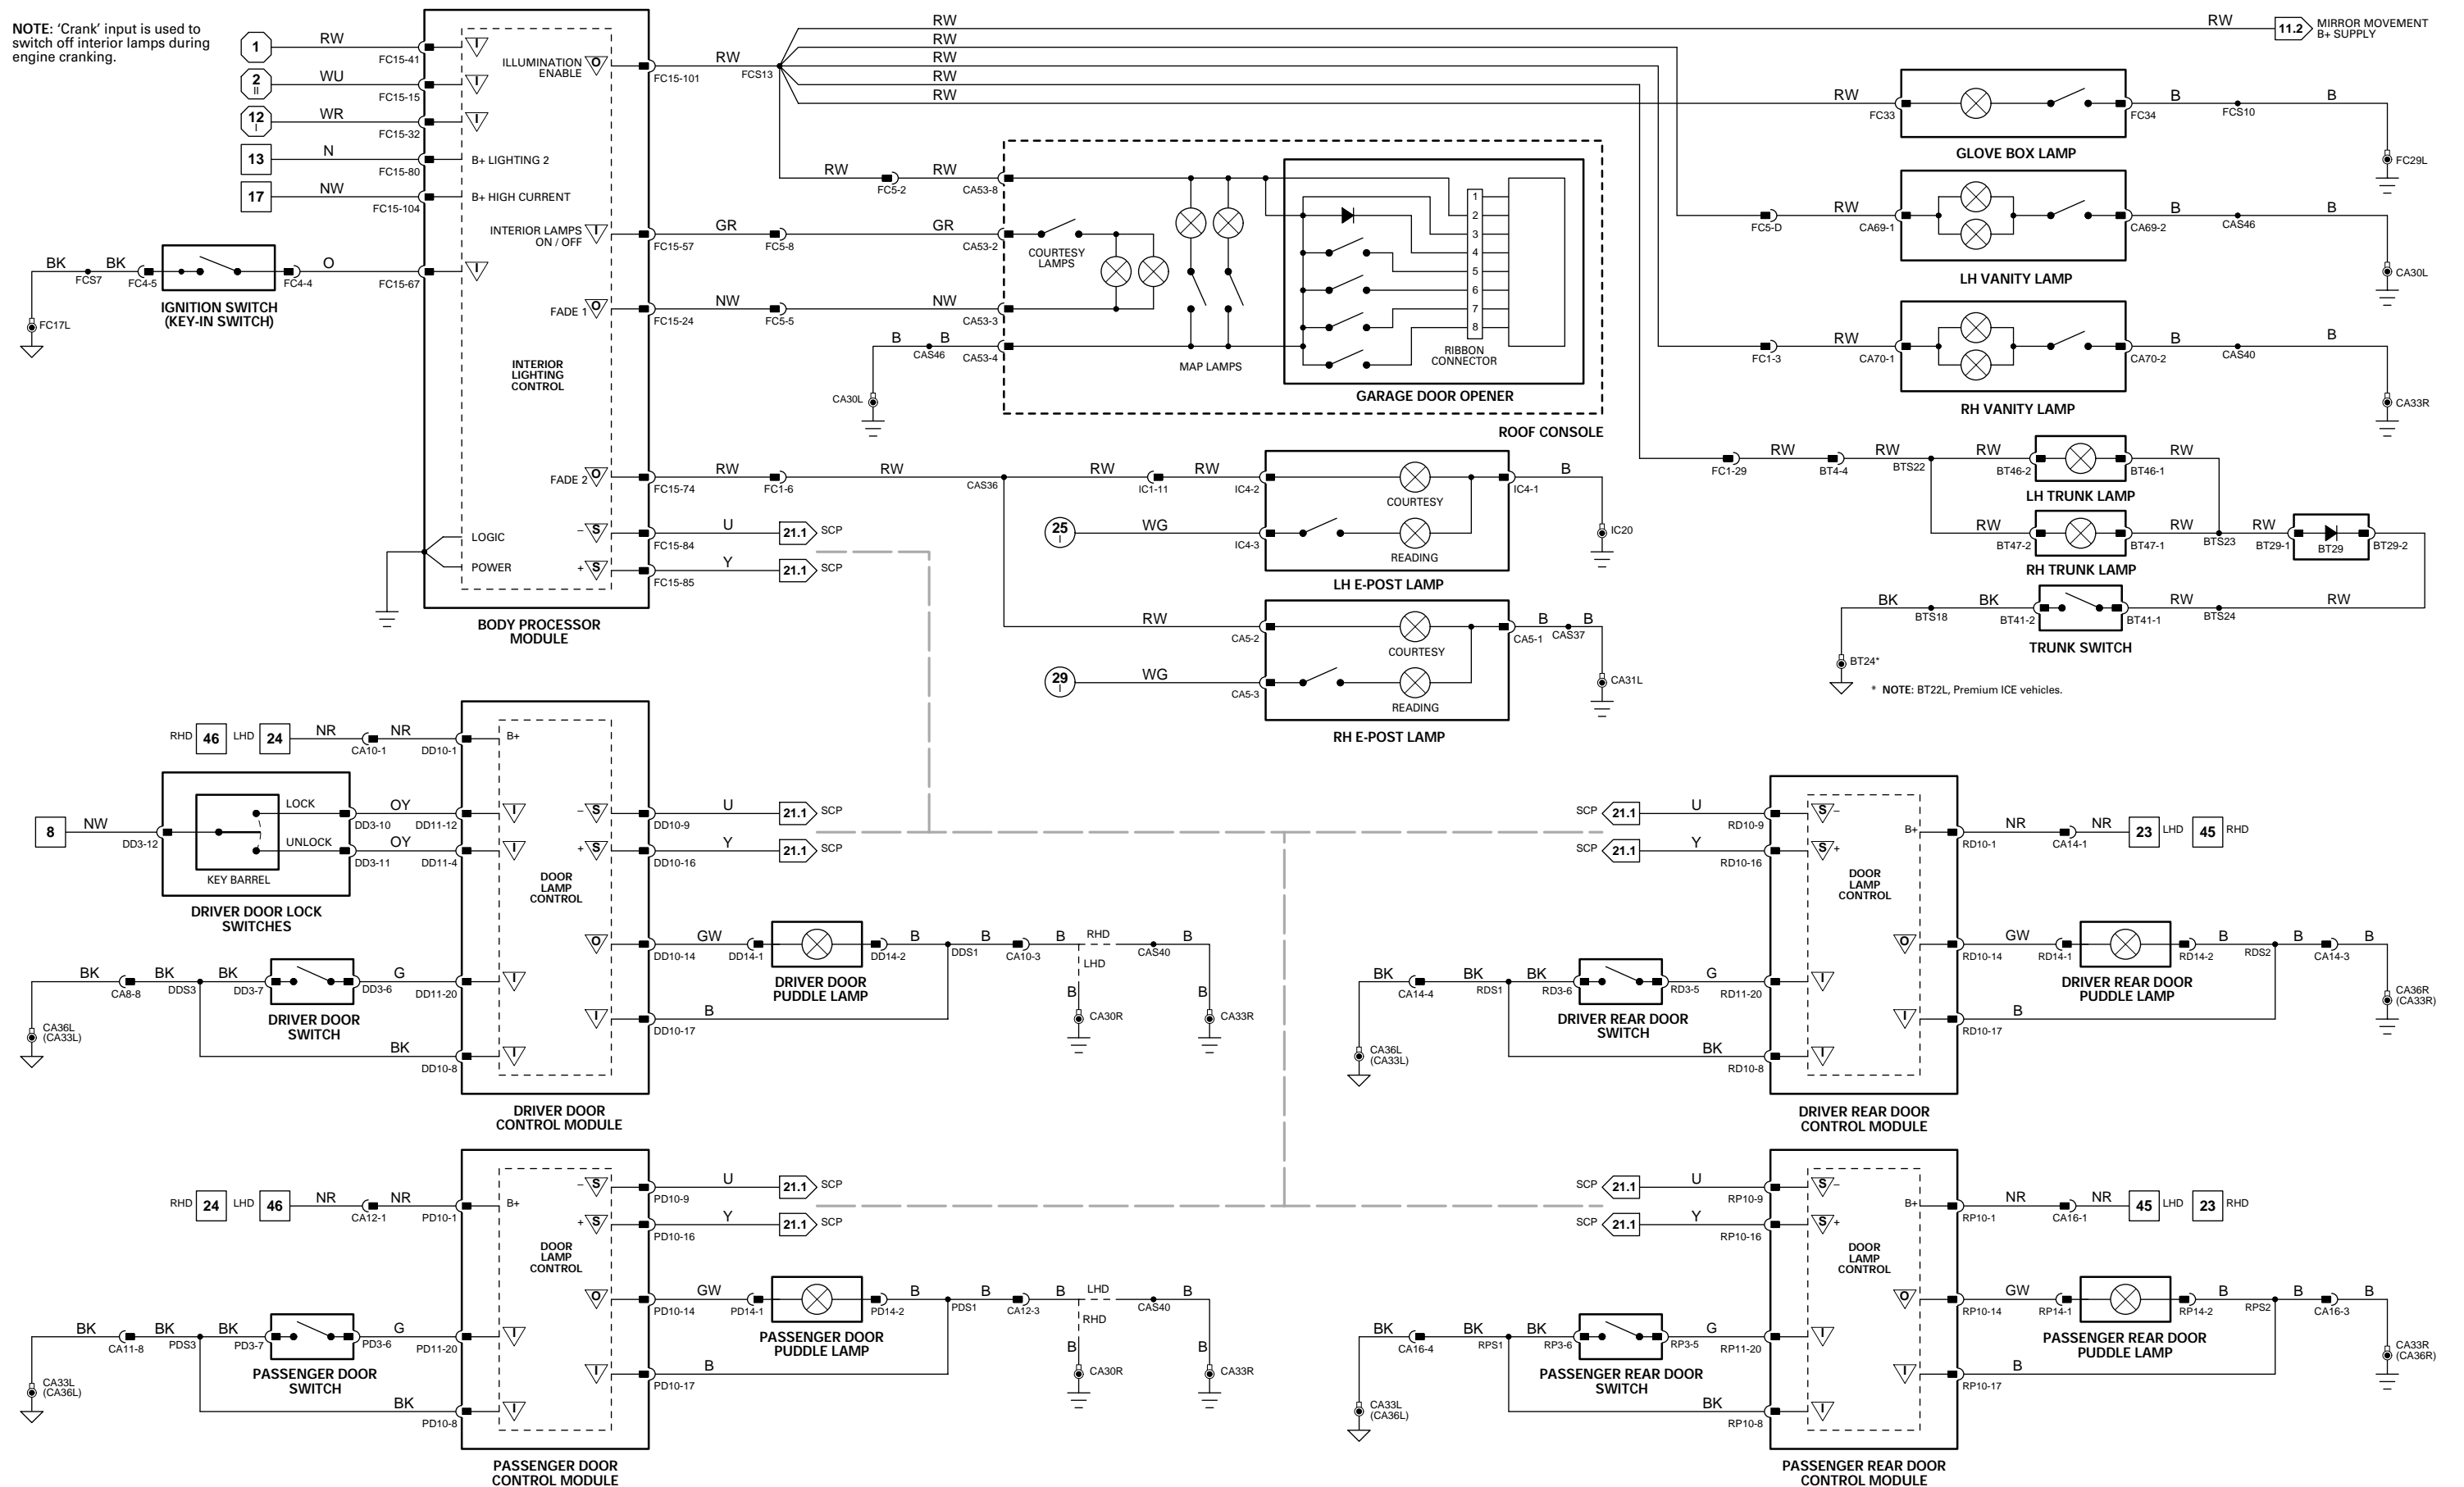 NOTE: ‘Crank’ input is used to
switch off interior lamps during
engine cranking.
1
RW
FC15-41
2
II
WU
FC15-15
12
I
WR
FC15-32
13
N
FC15-80
B+ LIGHTING 2
17
NW
FC15-104
B+ HIGH CURRENT
BK
FCS7
BK
FC4-5
FC4-4
O
FC15-67
IGNITION SWITCH
(KEY-IN SWITCH)
FC17L
I
I
I
I
ILLUMINATION
ENABLE
O
FC15-101
INTERIOR LAMPS
ON / OFF
I
FC15-57
FADE 1
O
FC15-24
INTERIOR
LIGHTING
CONTROL
FADE 2
O
FC15-74
– S
FC15-84
+ S
FC15-85
LOGIC
POWER
BODY PROCESSOR
MODULE
RW
FCS13
RW
RW
RW
RW
RW
RW
11.2
MIRROR MOVEMENT
B+ SUPPLY
RW
FC5-2
RW
CA53-8
GR
FC5-8
GR
CA53-2
NW
FC5-5
NW
CA53-3
B
CAS46
B
CA53-4
CA30L
COURTESY
LAMPS
MAP LAMPS
1
2
3
4
5
6
7
8
RIBBON
CONNECTOR
GARAGE DOOR OPENER
ROOF CONSOLE
RW
FC33
FC34
B
FCS10
B
FC29L
GLOVE BOX LAMP
FC5-D
RW
CA69-1
CA69-2
B
CAS46
B
CA30L
LH VANITY LAMP
FC1-3
RW
CA70-1
CA70-2
B
CAS40
B
CA33R
RH VANITY LAMP
FC1-29
RW
BT4-4
RW
BTS22
RW
BT46-2
BT46-1
RW
LH TRUNK LAMP
RW
BT47-2
BT47-1
RW
BTS23
RW
BT29-1
BT29
BT29-2
RH TRUNK LAMP
BK
BTS18
BK
BT41-2
BT41-1
RW
BTS24
RW
TRUNK SWITCH
BT24*
* NOTE: BT22L, Premium ICE vehicles.
RW
FC1-6
RW
CAS36
RW
IC1-11
RW
IC4-2
COURTESY
IC4-1
B
IC20
25
I
WG
IC4-3
READING
LH E-POST LAMP
RW
CA5-2
COURTESY
CA5-1
B
CAS37
B
CA31L
29
I
WG
CA5-3
READING
RH E-POST LAMP
U
21.1
SCP
Y
21.1
SCP
RHD
46
LHD
24
NR
CA10-1
NR
DD10-1
B+
8
NW
DD3-12
LOCK
UNLOCK
KEY BARREL
DD3-10
OY
DD11-12
I
DD3-11
OY
DD11-4
I
DRIVER DOOR LOCK
SWITCHES
– S
DD10-9
U
21.1
SCP
+ S
DD10-16
Y
21.1
SCP
DOOR
LAMP
CONTROL
O
DD10-14
GW
DD14-1
DD14-2
B
DDS1
B
CA10-3
B
RHD
LHD
CAS40
B
B
CA30R
B
CA33R
DRIVER DOOR
PUDDLE LAMP
BK
CA8-8
BK
DDS3
BK
DD3-7
DD3-6
G
DD11-20
I
DRIVER DOOR
SWITCH
CA36L
(CA33L)
BK
DD10-8
I
I
DD10-17
B
DRIVER DOOR
CONTROL MODULE
SCP
21.1
U
RD10-9
S –
SCP
21.1
Y
RD10-16
S +
B+
RD10-1
NR
CA14-1
NR
23
LHD
45
RHD
DOOR
LAMP
CONTROL
O
RD10-14
GW
RD14-1
RD14-2
B
RDS2
B
CA14-3
B
CA36R
(CA33R)
DRIVER REAR DOOR
PUDDLE LAMP
BK
CA14-4
BK
RDS1
BK
RD3-6
RD3-5
G
RD11-20
I
DRIVER REAR DOOR
SWITCH
CA36L
(CA33L)
BK
RD10-8
I
I
RD10-17
B
DRIVER REAR DOOR
CONTROL MODULE
RHD
24
LHD
46
NR
CA12-1
NR
PD10-1
B+
– S
PD10-9
U
21.1
SCP
+ S
PD10-16
Y
21.1
SCP
DOOR
LAMP
CONTROL
O
PD10-14
GW
PD14-1
PD14-2
B
PDS1
B
CA12-3
B
LHD
RHD
CAS40
B
B
CA30R
B
CA33R
PASSENGER DOOR
PUDDLE LAMP
BK
CA11-8
BK
PDS3
BK
PD3-7
PD3-6
G
PD11-20
I
PASSENGER DOOR
SWITCH
CA33L
(CA36L)
BK
PD10-8
I
I
PD10-17
B
PASSENGER DOOR
CONTROL MODULE
SCP
21.1
U
RP10-9
S –
SCP
21.1
Y
RP10-16
S +
B+
RP10-1
NR
CA16-1
NR
45
LHD
23
RHD
DOOR
LAMP
CONTROL
O
RP10-14
GW
RP14-1
RP14-2
B
RPS2
B
CA16-3
B
CA33R
(CA36R)
PASSENGER REAR DOOR
PUDDLE LAMP
BK
CA16-4
BK
RPS1
BK
RP3-6
RP3-5
G
RP11-20
I
PASSENGER REAR DOOR
SWITCH
CA33L
(CA36L)
BK
RP10-8
I
I
RP10-17
B
PASSENGER REAR DOOR
CONTROL MODULE